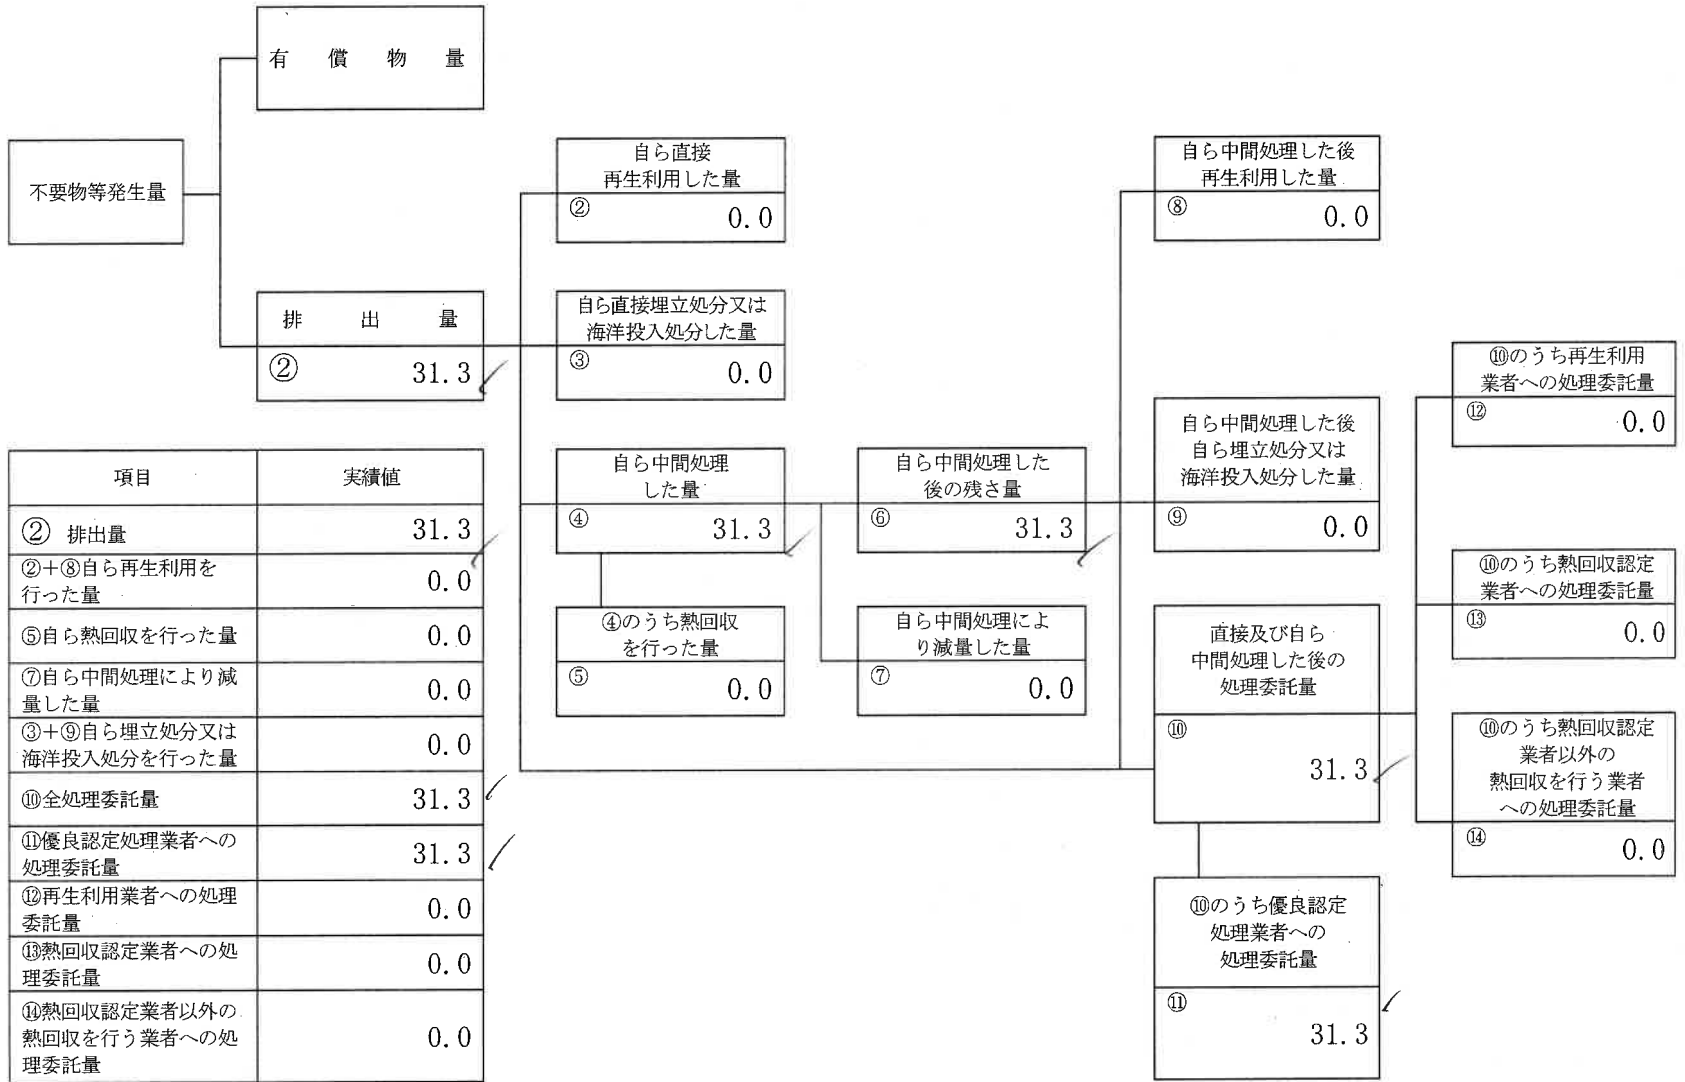 有償物量
不要物等発生量
排出量
② 31.3
自ら直接
再生利用した量
② 0.0
自ら直接埋立処分又は
海洋投入処分した量
③ 0.0
自ら中間処理
した量
④ 31.3
④のうち熱回収
を行った量
⑤ 0.0
自ら中間処理した
後の残さ量
⑥ 31.3
自ら中間処理によ
り減量した量
⑦ 0.0
自ら中間処理した後
再生利用した量
⑧ 0.0
自ら中間処理した後
自ら埋立処分又は
海洋投入処分した量
⑨ 0.0
直接及び自ら
中間処理した後の
処理委託量
⑩
31.3
⑩のうち優良認定
処理業者への
処理委託量
⑪
31.3
⑩のうち再生利用
業者への処理委託量
⑫ 0.0
⑩のうち熱回収認定
業者への処理委託量
⑬ 0.0
⑩のうち熱回収認定
業者以外の
熱回収を行う業者
への処理委託量
⑭ 0.0
項目 実績値
② 排出量 31.3
②+⑧自ら再生利用を
行った量 0.0
⑤自ら熱回収を行った量 0.0
⑦自ら中間処理により減
量した量 0.0
③+⑨自ら埋立処分又は
海洋投入処分を行った量 0.0
⑩全処理委託量 31.3
⑪優良認定処理業者への
処理委託量 31.3
⑫再生利用業者への処理
委託量 0.0
⑬熱回収認定業者への処
理委託量 0.0
⑭熱回収認定業者以外の
熱回収を行う業者への処
理委託量 0.0